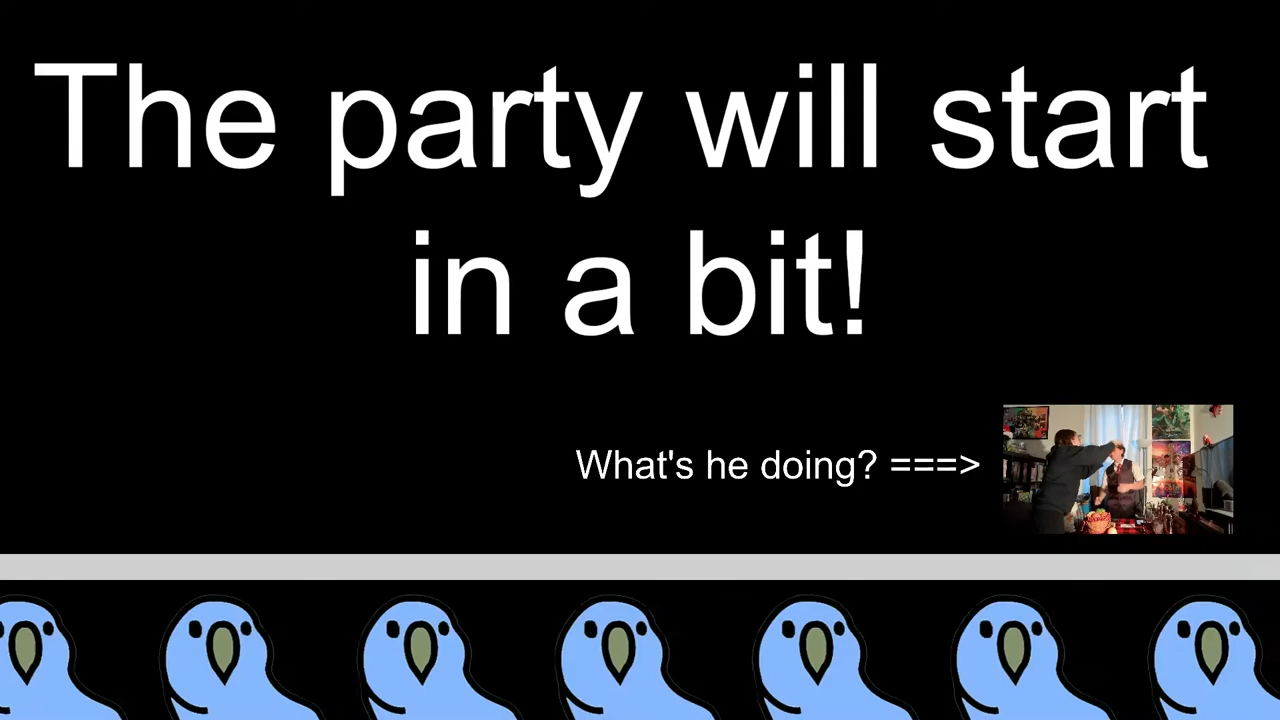 The party will start
in a bit!
What's he doing? ===>